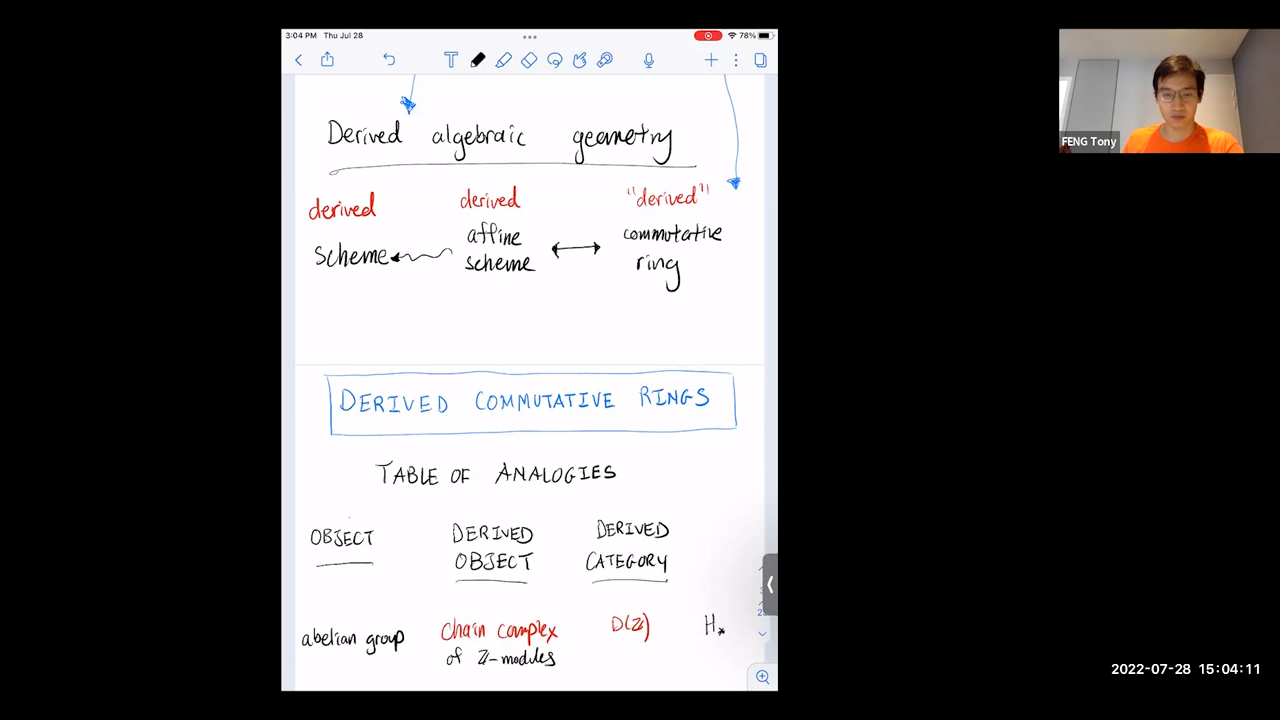 3:04 PM Thu Jul 28
78%
Derived algebraic geometry
derived derived "derived"
scheme affine scheme commutative ring
DERIVED COMMUTATIVE RINGS
TABLE OF ANALOGIES
OBJECT DERIVED OBJECT DERIVED CATEGORY
abelian group chain complex of ℤ-modules D(ℤ) H*
FENG Tony
2022-07-28 15:04:11